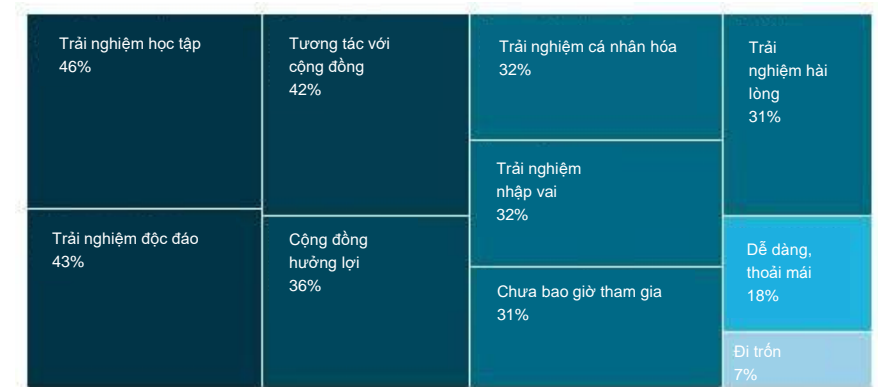 Trải nghiệm học tập
46%
Trải nghiệm độc đáo
43%
Tương tác với
cộng đồng
42%
Cộng đồng
hưởng lợi
36%
Trải nghiệm cá nhân hóa
32%
Trải nghiệm
nhập vai
32%
Chưa bao giờ tham gia
31%
Trải
nghiệm hài
lòng
31%
Dễ dàng,
thoải mái
18%
Đi trốn
7%